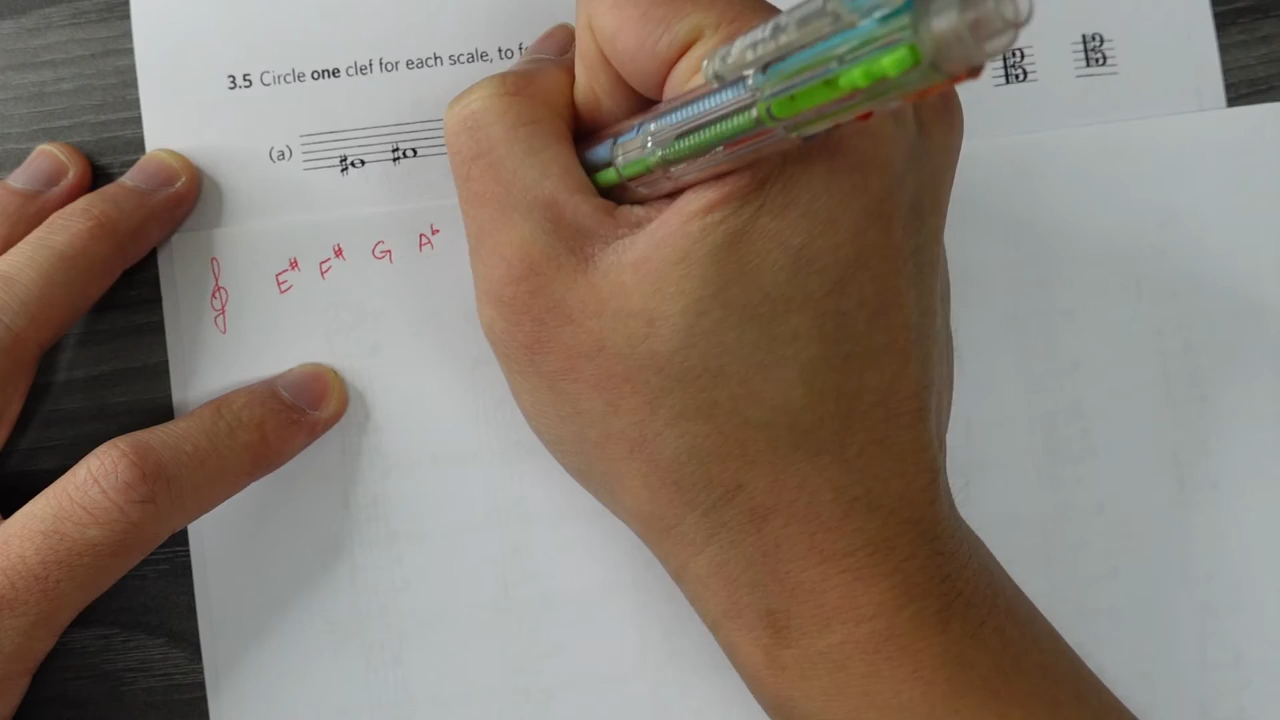 3.5 Circle one clef for each scale, to
(a)
E# F# G A♭